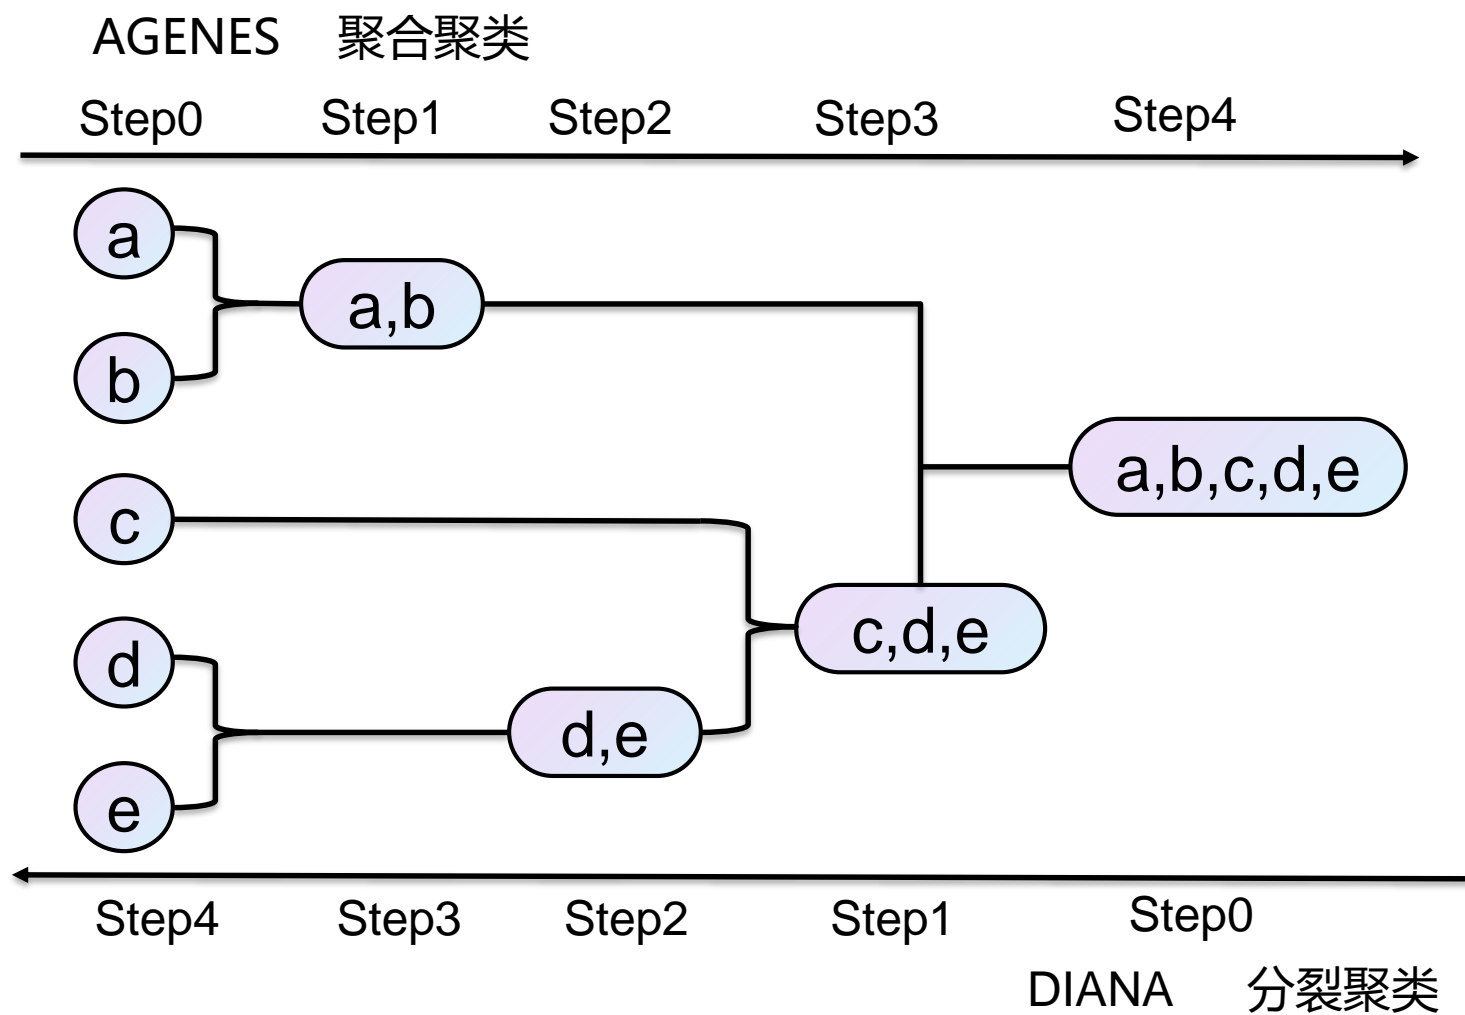 AGENES 聚合聚类
Step0 Step1 Step2 Step3 Step4
a
a,b
b
a,b,c,d,e
c
c,d,e
d
d,e
e
Step4 Step3 Step2 Step1 Step0
DIANA 分裂聚类